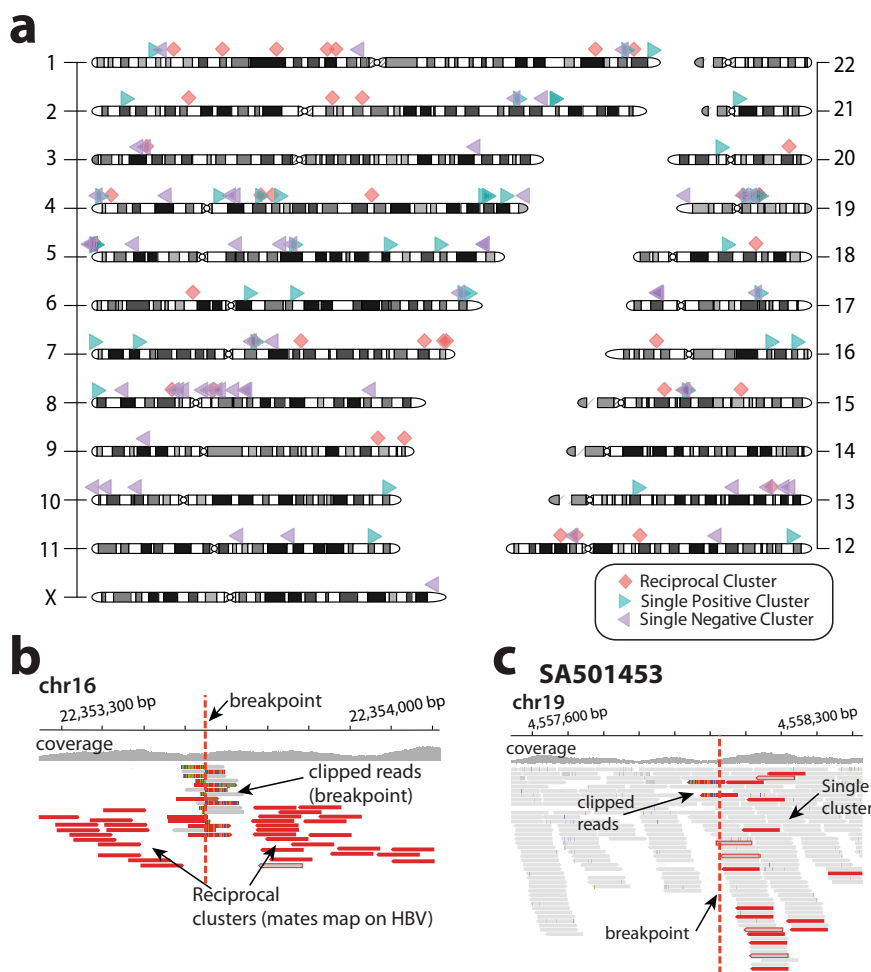 a
1
2
3
4
5
6
7
8
9
10
11
X
22
21
20
19
18
17
16
15
14
13
12
Reciprocal Cluster
Single Positive Cluster
Single Negative Cluster
b
chr16
breakpoint
22,353,300 bp
22,354,000 bp
coverage
clipped reads
(breakpoint)
Reciprocal
clusters (mates map on HBV)
c
SA501453
chr19
4,557,600 bp
4,558,300 bp
coverage
clipped
reads
Single
cluster
breakpoint